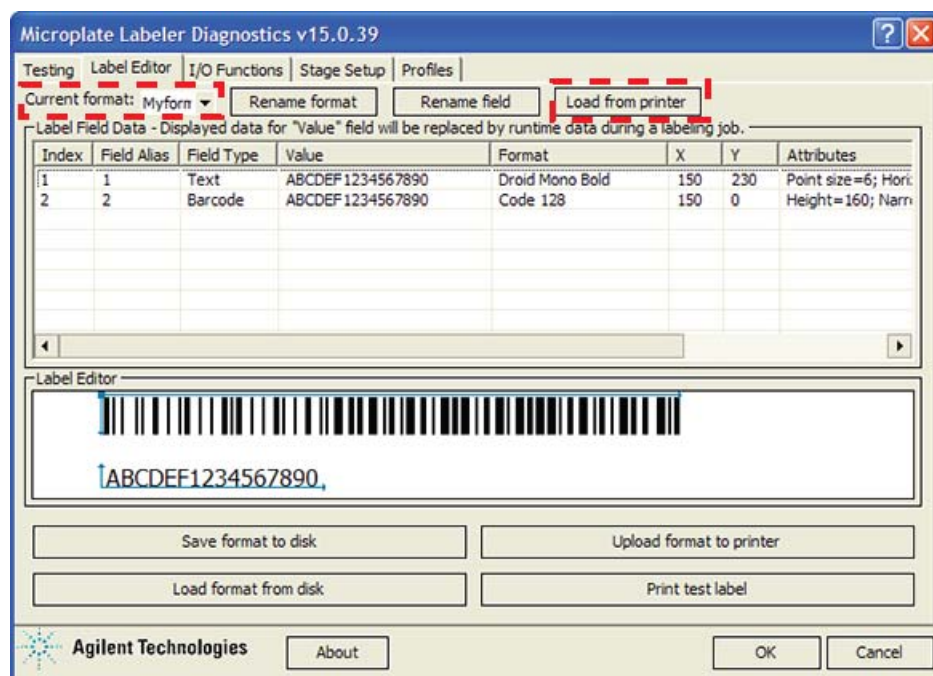 Microplate Labeler Diagnostics v15.0.39
Testing Label Editor I/O Functions Stage Setup Profiles
Current format: Myform Rename format Rename field Load from printer
Label Field Data - Displayed data for "Value" field will be replaced by runtime data during a labeling job.
Index Field Alias Field Type Value Format X Y Attributes
1 1 Text ABCDEF1234567890 Droid Mono Bold 150 230 Point size=6; Hori:
2 2 Barcode ABCDEF1234567890 Code 128 150 0 Height=160; Narr
Label Editor
ABCDEF1234567890
Save format to disk Upload format to printer
Load format from disk Print test label
Agilent Technologies About OK Cancel